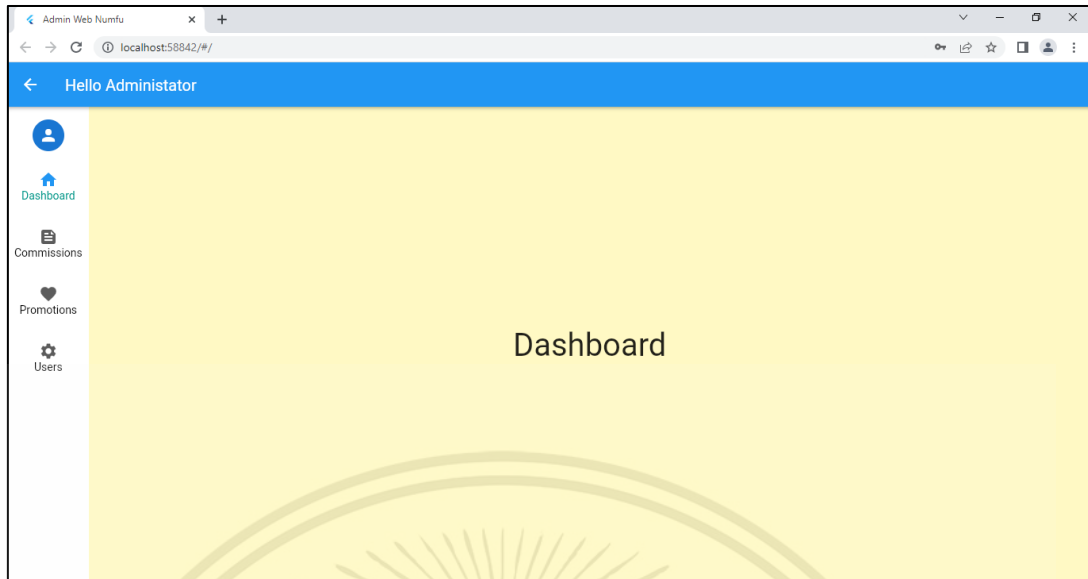 Admin Web Numfu
localhost:58842/#/
Hello Administator
Dashboard
Commissions
Promotions
Users
Dashboard